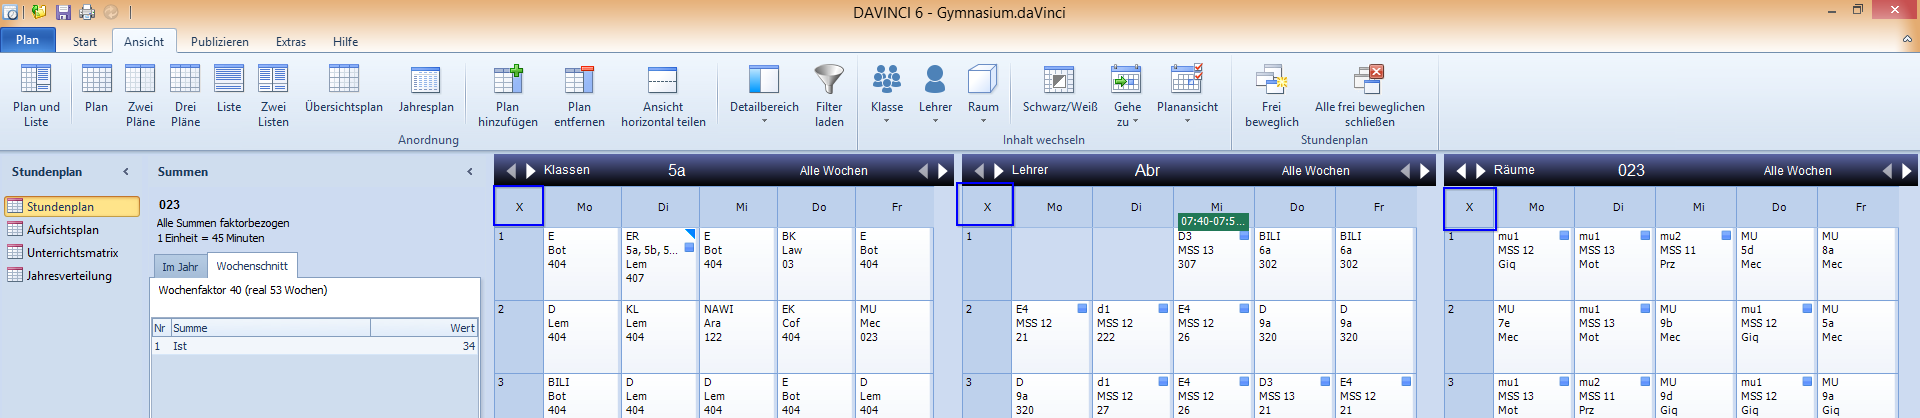 DAVINCI 6 - Gymnasium.daVinci
Plan Start Ansicht Publizieren Extras Hilfe
Plan und Liste
Plan
Zwei Pläne
Drei Pläne
Liste
Zwei Listen
Übersichtsplan
Jahresplan
Plan hinzufügen
Plan entfernen
Ansicht horizontal teilen
Detailbereich
Filter laden
Klasse
Lehrer
Raum
Schwarz/Weiß
Gehe zu
Planansicht
Frei beweglich
Alle frei beweglichen schließen
Anordnung
Inhalt wechseln
Stundenplan
Stundenplan
Stundenplan
Aufsichtsplan
Unterrichtsmatrix
Jahresverteilung
Summen
023
Alle Summen faktorbezogen
1 Einheit = 45 Minuten
Im Jahr Wochenschnitt
Wochenfaktor 40 (real 53 Wochen)
Nr Summe Wert
1 Ist 34
Klassen 5a Alle Wochen
X Mo Di Mi Do Fr
1
E
Bot
404
ER
5a, 5b, 5...
Lem
407
E
Bot
404
BK
Law
03
E
Bot
404
2
D
Lem
404
KL
Lem
404
NAWI
Ara
122
EK
Cof
404
MU
Mec
023
3
BILI
Bot
404
D
Lem
404
D
Lem
404
E
Bot
404
D
Lem
404
Lehrer Abr Alle Wochen
X Mo Di Mi Do Fr
07:40-07:5...
1
D3
MSS 13
307
BILI
6a
302
BILI
6a
302
2
E4
MSS 12
21
d1
MSS 12
222
E4
MSS 12
26
D
9a
320
D
9a
320
3
D
9a
320
d1
MSS 12
27
E4
MSS 12
26
D3
MSS 13
21
E4
MSS 12
21
Räume 023 Alle Wochen
X Mo Di Mi Do Fr
1
mu1
MSS 12
Giq
mu1
MSS 13
Mot
mu2
MSS 11
Prz
MU
5d
Mec
MU
8a
Mec
2
MU
7e
Mec
mu1
MSS 13
Mot
MU
9b
Mec
mu1
MSS 12
Giq
MU
5a
Mec
3
mu1
MSS 13
Mot
mu2
MSS 11
Prz
MU
9d
Mec
mu1
MSS 12
Giq
MU
9a
Mec